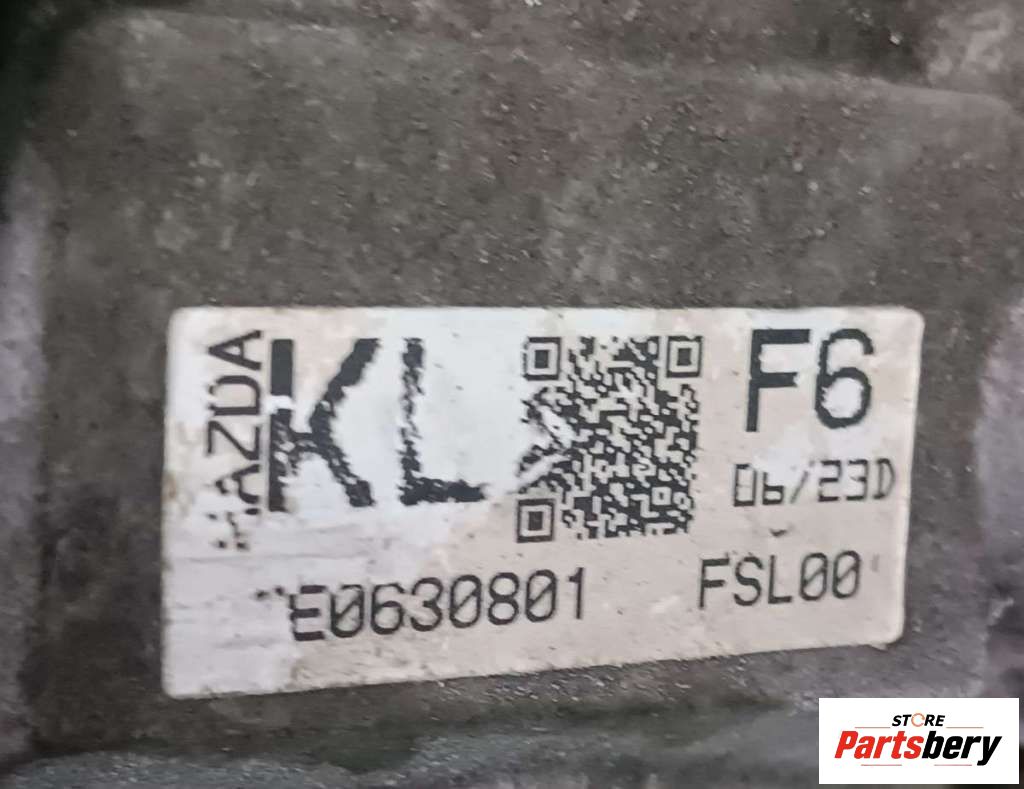 MAZDA
KL
F6
06/23D
E0630801
FSL00
STORE
Partsbery